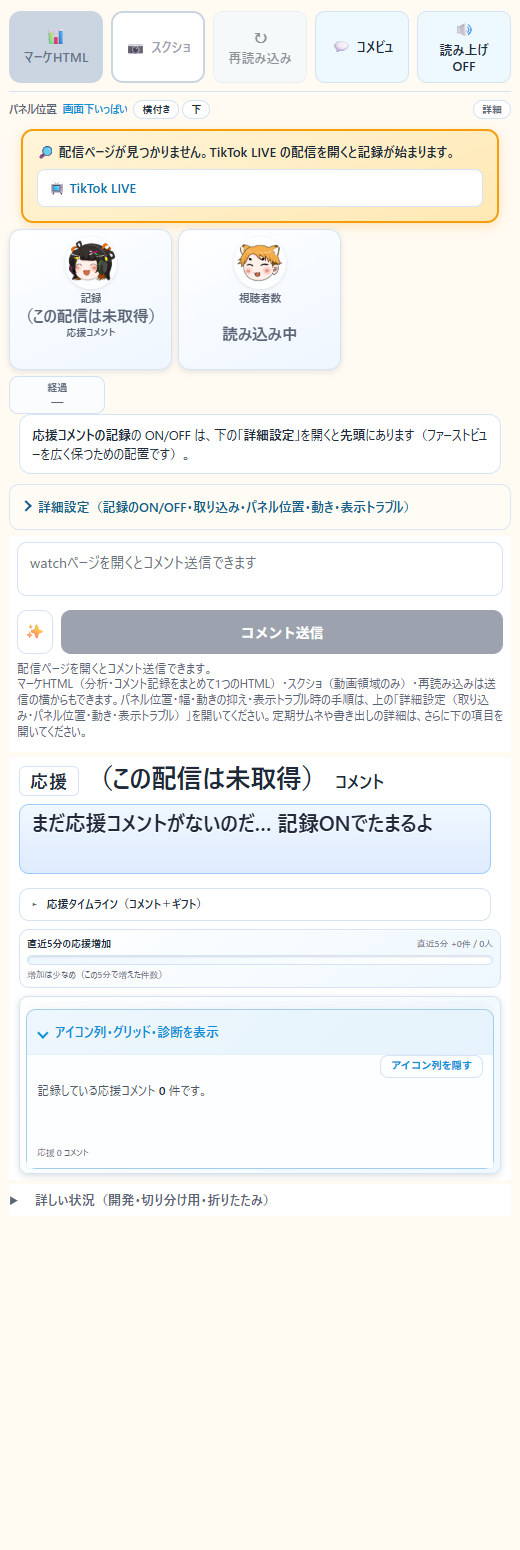 マーケHTML
スクショ
再読み込み
コメビュ
読み上げ
OFF
パネル位置 画面下いっぱい 横付き 下 詳細
配信ページが見つかりません。TikTok LIVE の配信を開くと記録が始まります。
TikTok LIVE
記録
（この配信は未取得）
応援コメント
視聴者数
読み込み中
経過
—
応援コメントの記録の ON/OFF は、下の「詳細設定」を開くと先頭にあります（ファーストビュ
ーを広く保つための配置です）。
詳細設定（記録のON/OFF・取り込み・パネル位置・動き・表示トラブル）
watchページを開くとコメント送信できます
コメント送信
配信ページを開くとコメント送信できます。
マーケHTML（分析・コメント記録をまとめて1つのHTML）・スクショ（動画領域のみ）・再読み込みは送
信の横からもできます。パネル位置・幅・動きの抑え・表示トラブル時の手順は、上の「詳細設定（取り込
み・パネル位置・動き・表示トラブル）」を開いてください。定期サムネや書き出しの詳細は、さらに下の項目を
開いてください。
応援 （この配信は未取得） コメント
まだ応援コメントがないのだ… 記録ONでたまるよ
応援タイムライン（コメント＋ギフト）
直近5分の応援増加 直近5分 +0件 / 0人
増加は少なめ（この5分で増えた件数）
アイコン列・グリッド・診断を表示
アイコン列を隠す
記録している応援コメント 0 件です。
応援 0 コメント
詳しい状況（開発・切り分け用・折りたたみ）